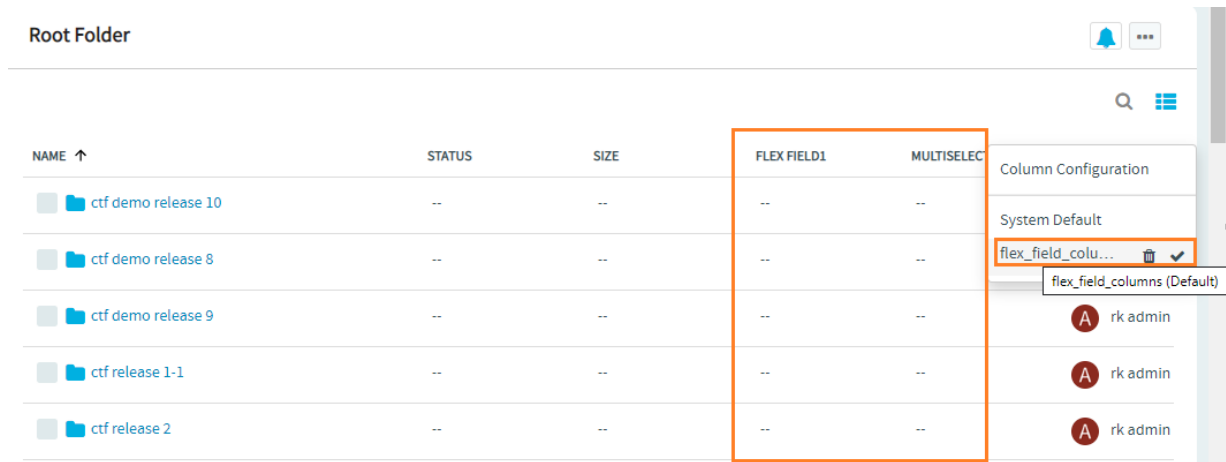 Root Folder
NAME STATUS SIZE FLEX FIELD1 MULTISELECT
Column Configuration
ctf demo release 10 -- -- -- --
System Default
ctf demo release 8 -- -- -- --
flex_field_colu...
flex_field_columns (Default)
ctf demo release 9 -- -- -- -- A rk admin
ctf release 1-1 -- -- -- -- A rk admin
ctf release 2 -- -- -- -- A rk admin